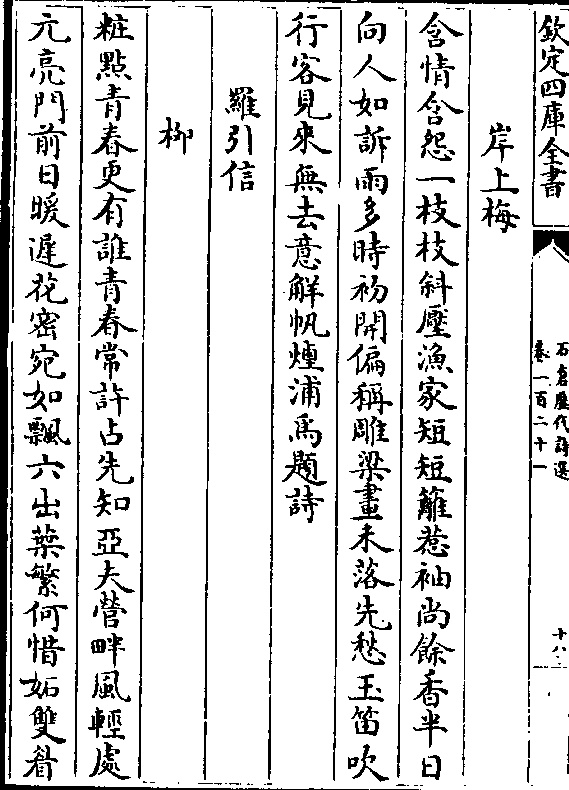 欽定四庫全書
石倉歷代詩選
卷一百二十一
十八
岸上梅
含情含怨一枝枝斜壓漁家短短籬惹袖尚餘香半日
向人如訴雨多時初開偏稱雕梁畫未落先愁玉笛吹
行客見來無去意解帆煙浦為題詩
羅引信
柳
粧點青春更有誰青春常許占先知亞夫營畔風輕處
元亮門前日暖遲花密宛如飄六出葉繁何惜妬雙眉